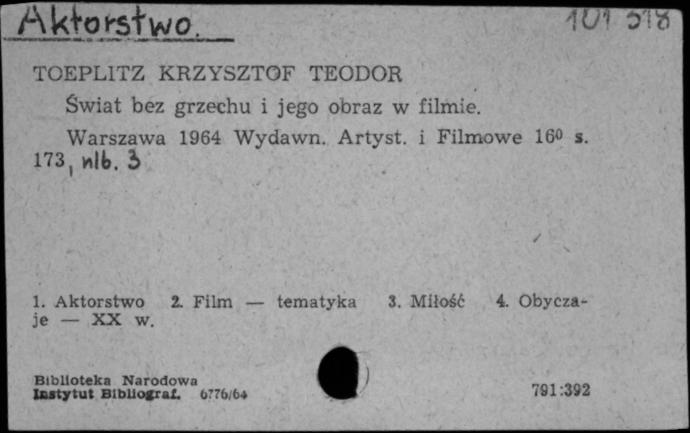 Aktorstwo. 101 518
TOEPLITZ KRZYSZTOF TEODOR
Świat bez grzechu i jego obraz w filmie.
Warszawa 1964 Wydawn. Artyst. i Filmowe 16⁰ s.
173, nlb. 3
1. Aktorstwo 2. Film — tematyka 3. Miłość 4. Obycza-
je — XX w.
Biblioteka Narodowa
Instytut Bibliograf. 6776/64
791:392